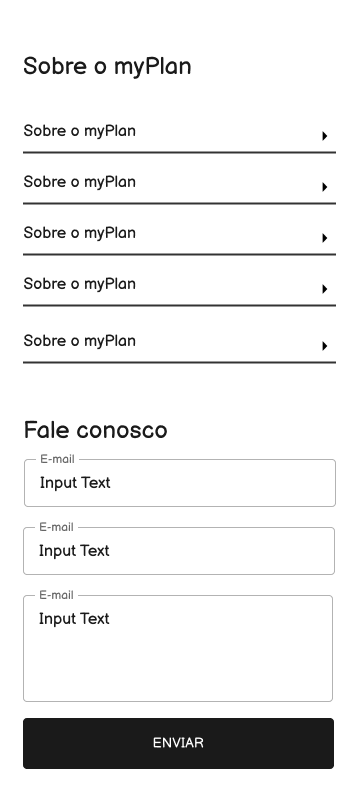 Sobre o myPlan
Sobre o myPlan
Sobre o myPlan
Sobre o myPlan
Sobre o myPlan
Sobre o myPlan
Fale conosco
E-mail
Input Text
E-mail
Input Text
E-mail
Input Text
ENVIAR